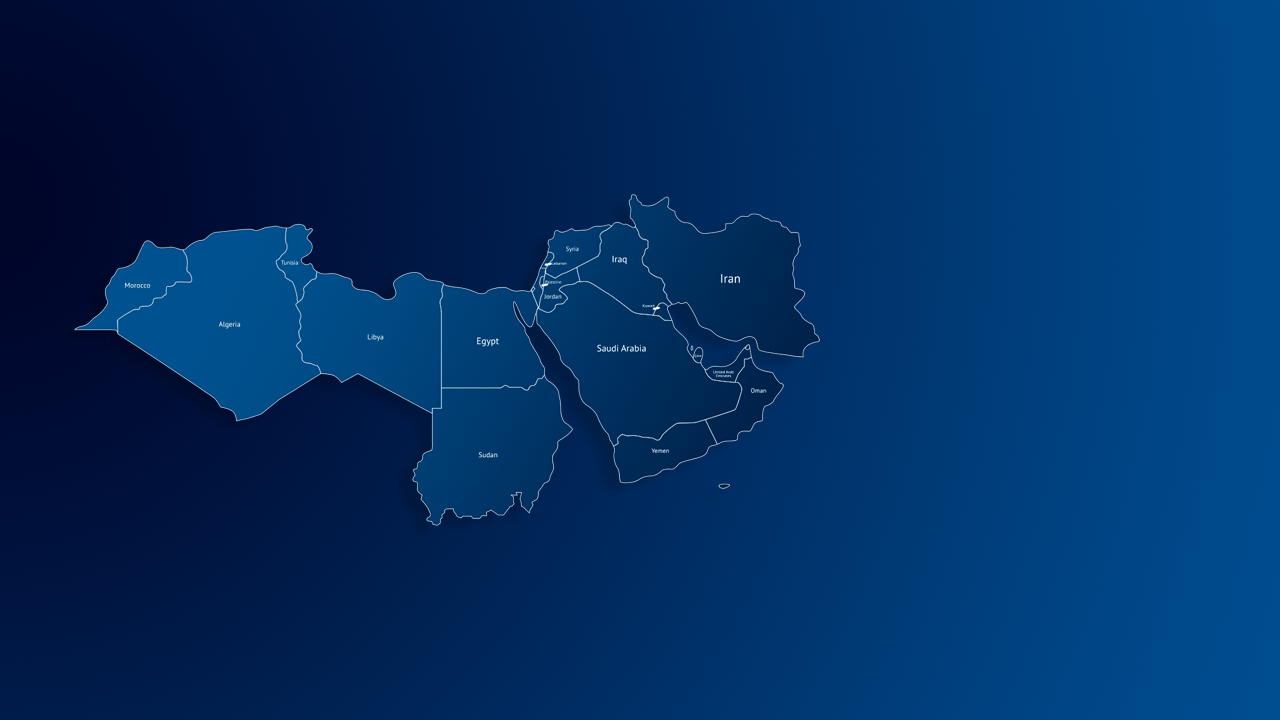 Syria
Iraq
Lebanon
Tunisia
Iran
Palestine
Morocco
Jordan
Kuwait
Algeria
Libya
Egypt
Saudi Arabia
United Arab
Emirates
Oman
Yemen
Sudan